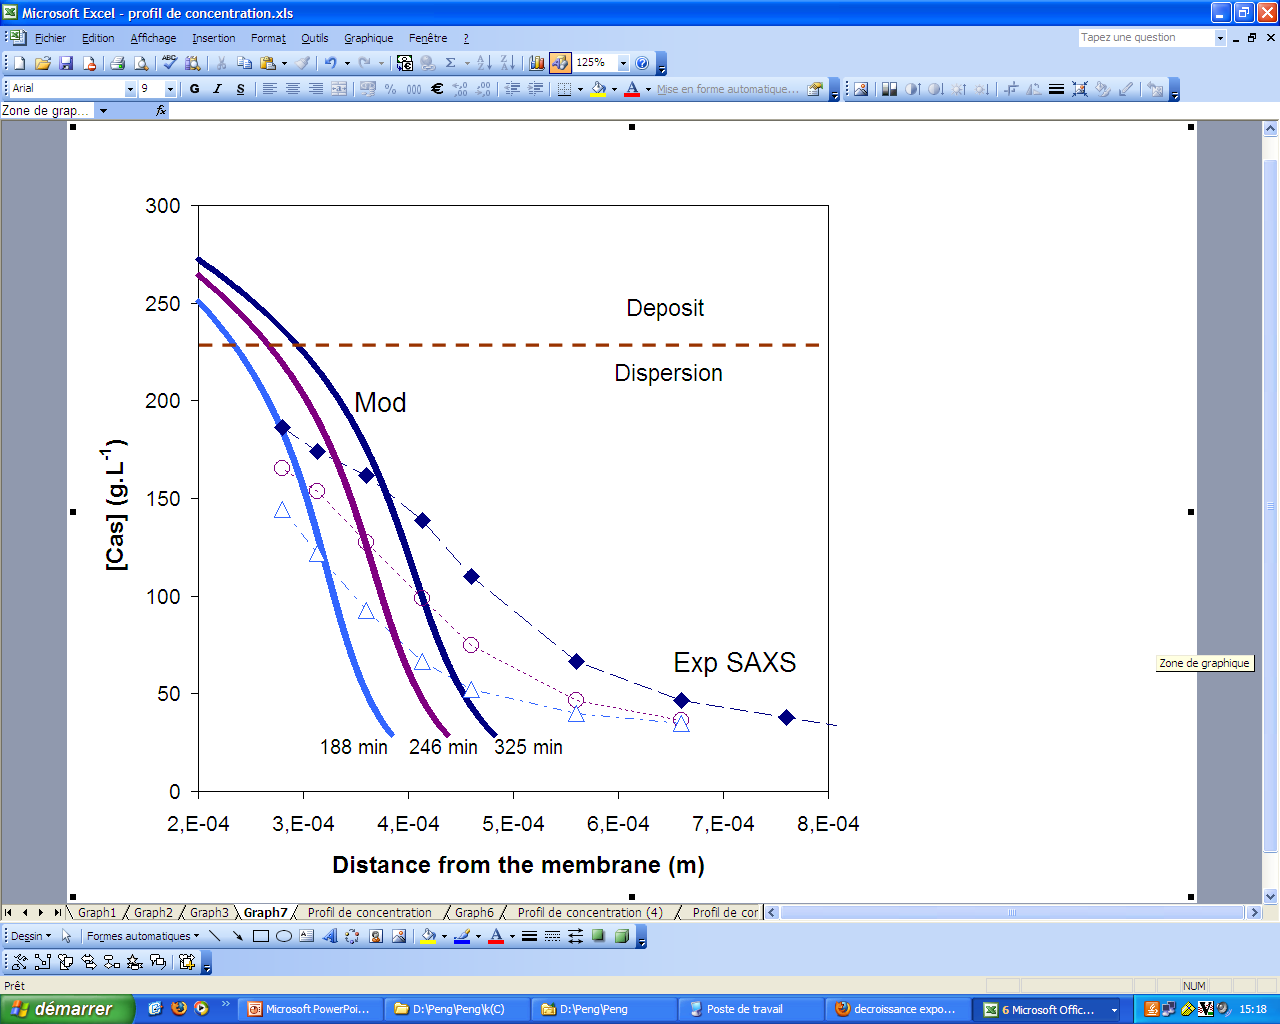 Microsoft Excel - profil de concentration.xls
Fichier Edition Affichage Insertion Format Outils Graphique Fenêtre ? Tapez une question
125%
Arial 9 G I S % 000 € Mise en forme automatique...
Zone de grap... fx
300
250
200
150
100
50
0
[Cas] (g.L-1)
Deposit
Dispersion
Mod
Exp SAXS
Zone de graphique
188 min 246 min 325 min
2,E-04 3,E-04 4,E-04 5,E-04 6,E-04 7,E-04 8,E-04
Distance from the membrane (m)
Graph1 Graph2 Graph3 Graph7 Profil de concentration Graph6 Profil de concentration (4) Profil de cor
Dessin Formes automatiques
Prêt NUM
démarrer Microsoft PowerPoi... D:\Peng\Peng\k(C) D:\Peng\Peng Poste de travail decroissance expo... 6 Microsoft Offic... 15:18